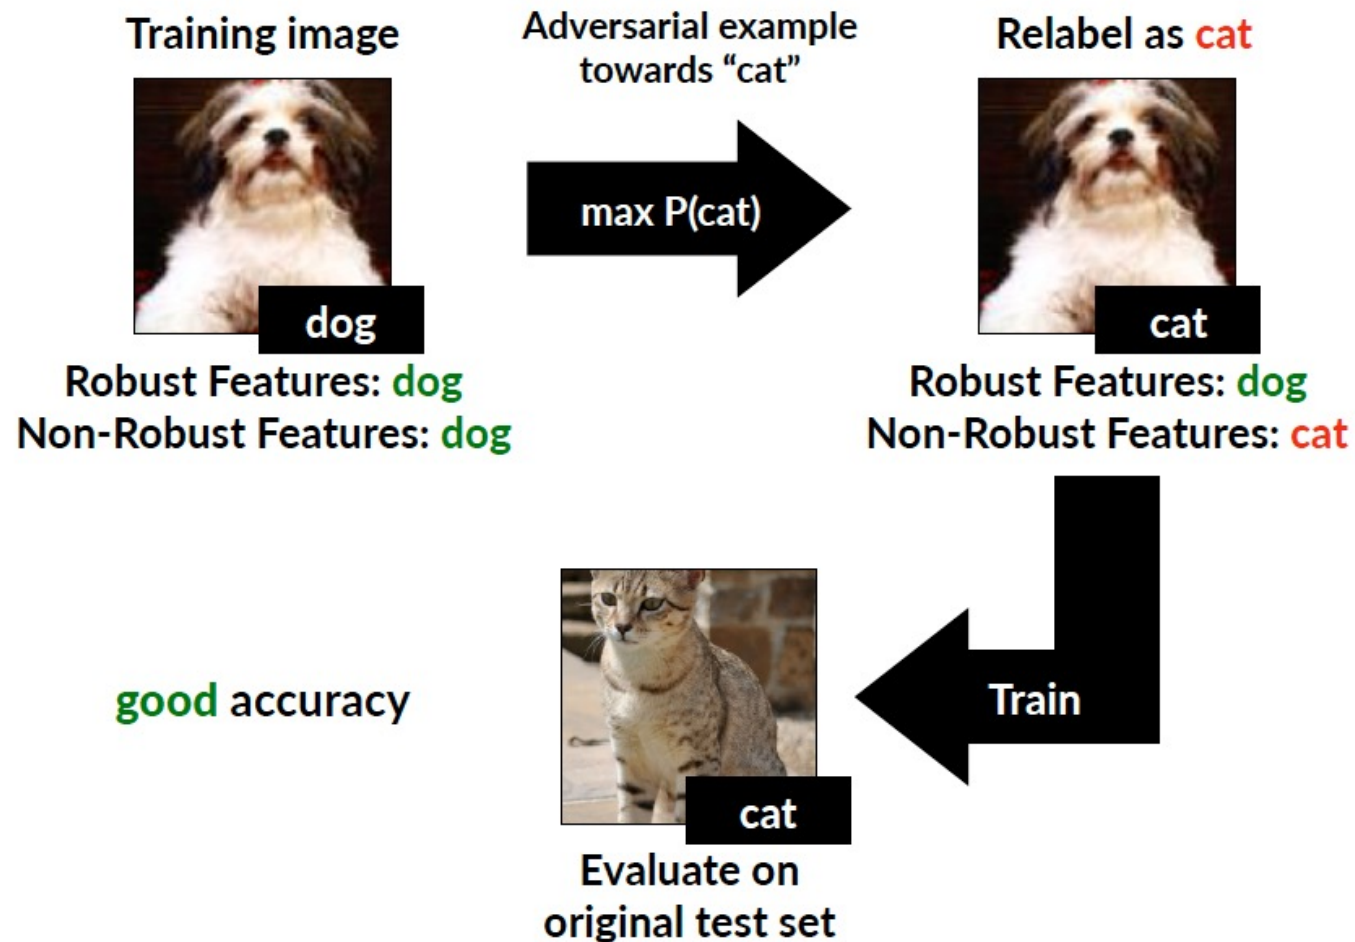 Training image
Adversarial example
towards “cat”
Relabel as cat
max P(cat)
dog
cat
Robust Features: dog
Non-Robust Features: dog
Robust Features: dog
Non-Robust Features: cat
good accuracy
Train
cat
Evaluate on
original test set